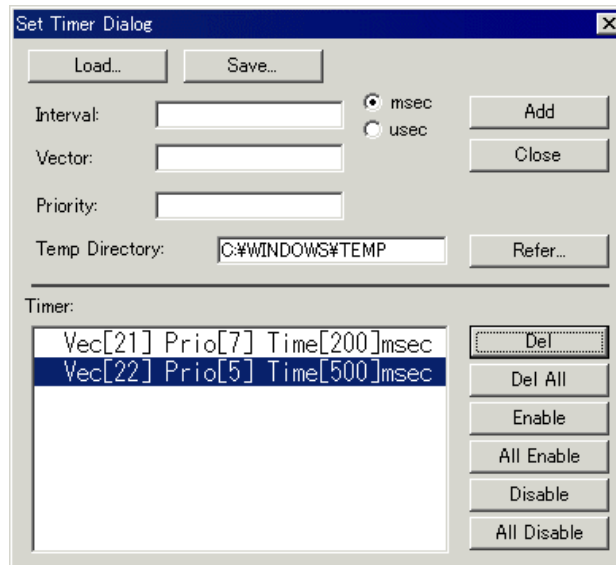 Set Timer Dialog
Load...
Save...
Interval:
msec
usec
Add
Vector:
Close
Priority:
Temp Directory:
C:¥WINDOWS¥TEMP
Refer...
Timer:
Vec[21] Prio[7] Time[200]msec
Vec[22] Prio[5] Time[500]msec
Del
Del All
Enable
All Enable
Disable
All Disable